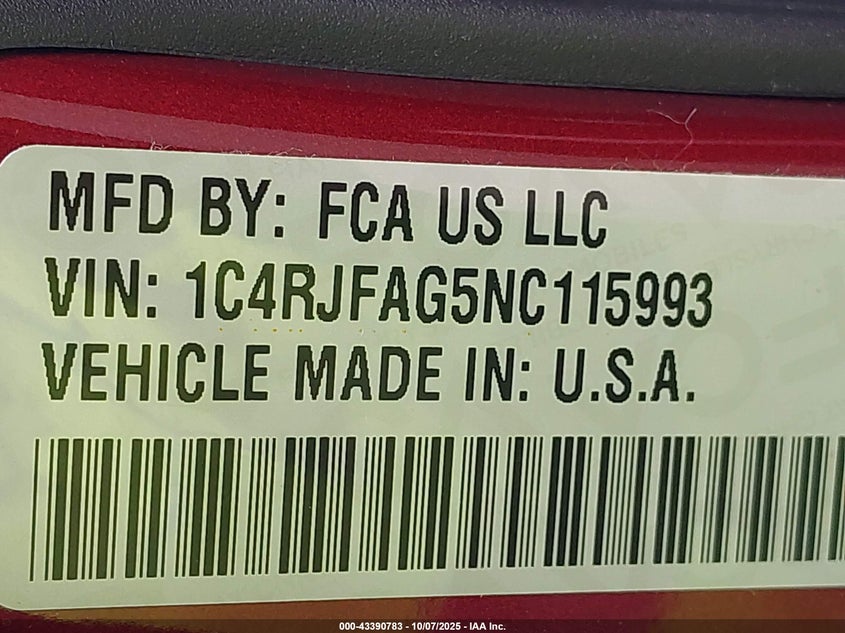 MFD BY: FCA US LLC
VIN: 1C4RJFAG5NC115993
VEHICLE MADE IN: U.S.A.
000-43390783 - 10/07/2025 - IAA Inc.